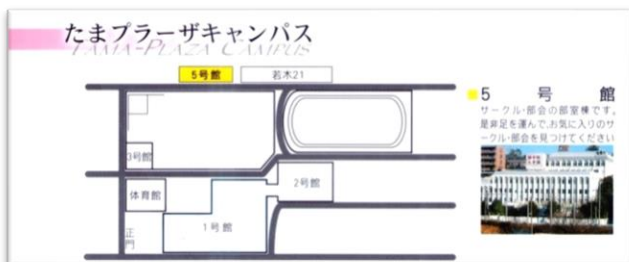 たまプラーザキャンパス
TAMA-PLAZA CAMPUS
5号館
若木21
3号館
体育館
2号館
1号館
正門
5号館
サークル・部会の部室棟です。
是非足を運んで、お気に入りのサ
ークル・部会を見つけてください